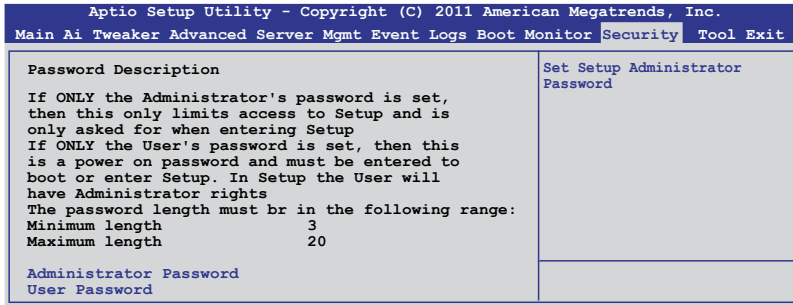 Aptio Setup Utility - Copyright (C) 2011 American Megatrends, Inc.
Main Ai Tweaker Advanced Server Mgmt Event Logs Boot Monitor Security Tool Exit
Password Description
If ONLY the Administrator's password is set,
then this only limits access to Setup and is
only asked for when entering Setup
If ONLY the User's password is set, then this
is a power on password and must be entered to
boot or enter Setup. In Setup the User will
have Administrator rights
The password length must br in the following range:
Minimum length 3
Maximum length 20
Administrator Password
User Password
Set Setup Administrator
Password